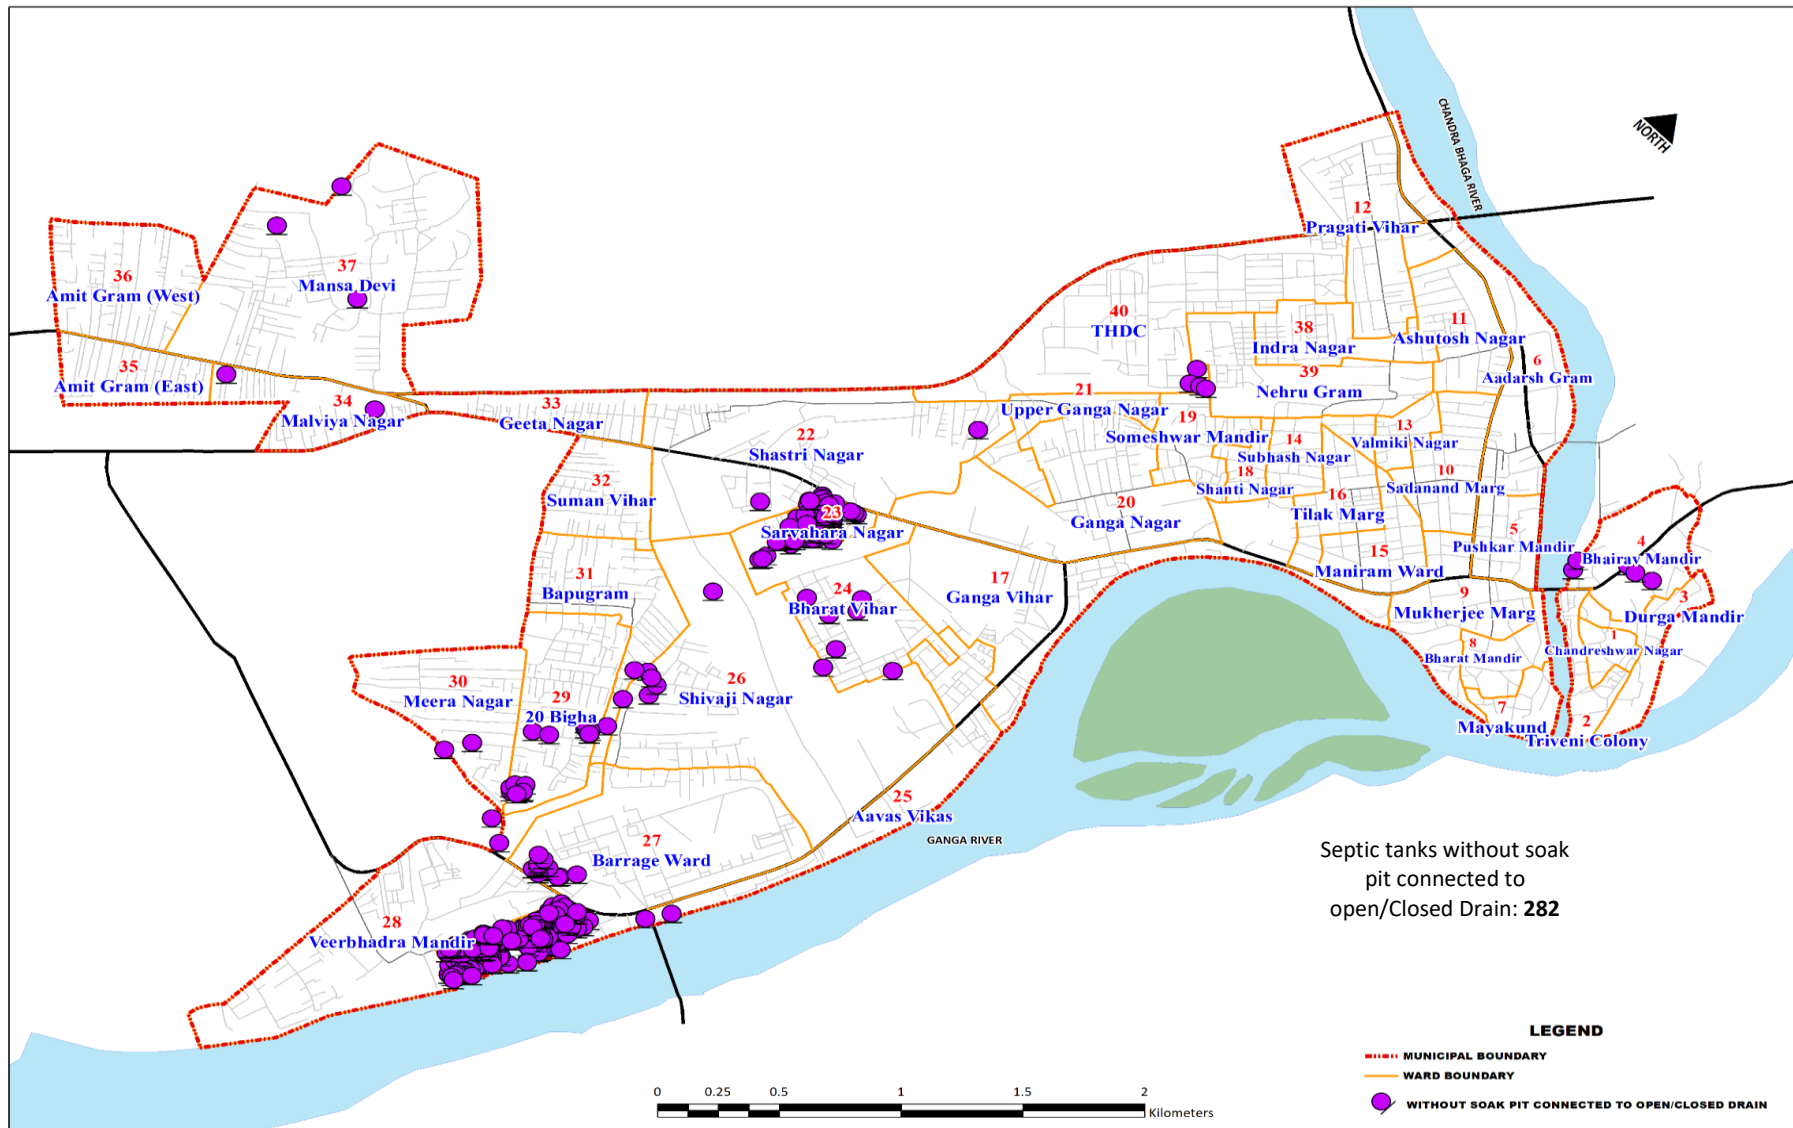 CHANDRA BHAGA RIVER
NORTH
12
Pragati Vihar
36
Amit Gram (West)
37
Mansa Devi
40
THDC
38
Indra Nagar
11
Ashutosh Nagar
6
Aadarsh Gram
35
Amit Gram (East)
39
Nehru Gram
34
Malviya Nagar
33
Geeta Nagar
21
Upper Ganga Nagar
19
Someshwar Mandir
13
Valmiki Nagar
22
Shastri Nagar
14
Subhash Nagar
18
Shanti Nagar
10
Sadanand Marg
32
Suman Vihar
16
Tilak Marg
20
Ganga Nagar
23
Sarvahara Nagar
5
Pushkar Mandir
4
Bhairav Mandir
15
Maniram Ward
31
Bapugram
24
Bharat Vihar
17
Ganga Vihar
9
Mukherjee Marg
3
Durga Mandir
1
Chandreshwar Nagar
8
Bharat Mandir
30
Meera Nagar
29
20 Bigha
26
Shivaji Nagar
7
Mayakund
2
Triveni Colony
25
Aavas Vikas
GANGA RIVER
27
Barrage Ward
28
Veerbhadra Mandir
Septic tanks without soak
pit connected to
open/Closed Drain: 282
LEGEND
MUNICIPAL BOUNDARY
WARD BOUNDARY
WITHOUT SOAK PIT CONNECTED TO OPEN/CLOSED DRAIN
0 0.25 0.5 1 1.5 2
Kilometers